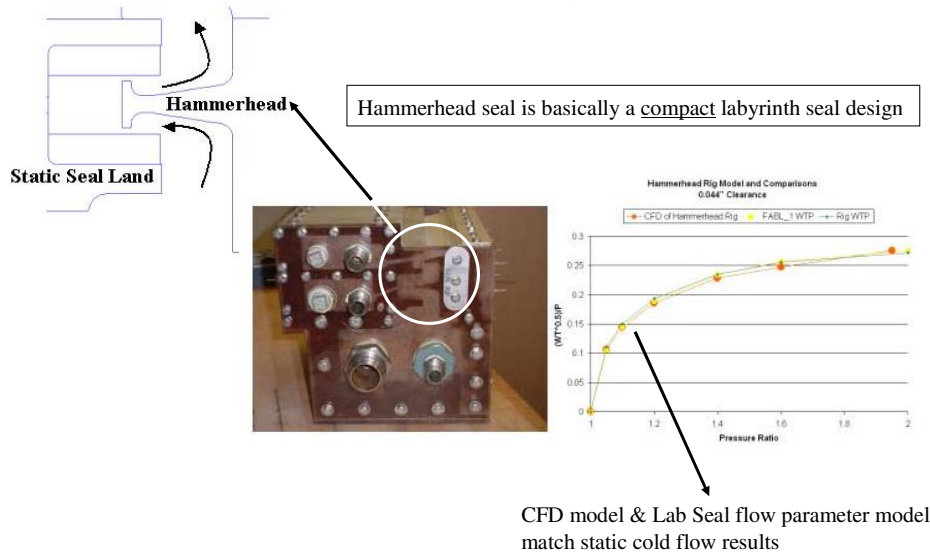 Hammerhead
Static Seal Land
Hammerhead seal is basically a compact labyrinth seal design
Hammerhead Rig Model and Comparisons
0.044" Clearance
CFD of Hammerhead Rig
FABL_1 WTP
Rig WTP
(WT^0.5)/P
0.3
0.25
0.2
0.15
0.1
0.05
0
1
1.2
1.4
1.6
1.8
2
Pressure Ratio
CFD model & Lab Seal flow parameter model
match static cold flow results